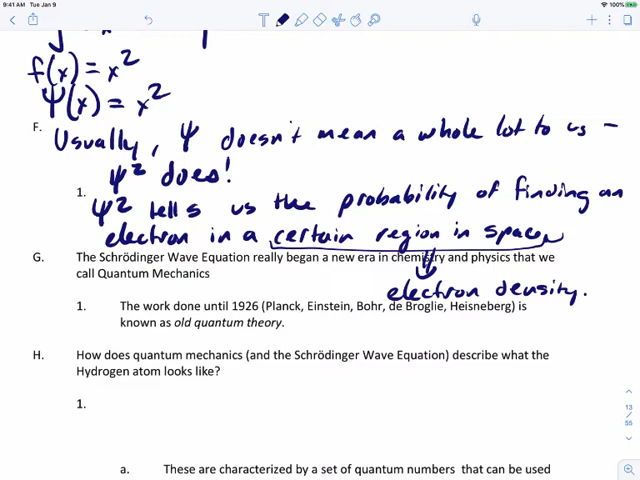 9:41 AM Tue Jan 9
100%
f(x) = x²
Ψ(x) = x²
F. Usually, Ψ doesn't mean a whole lot to us –
Ψ² does!
1. Ψ² tells us the probability of finding an
electron in a certain region in space.
G. The Schrödinger Wave Equation really began a new era in chemistry and physics that we
call Quantum Mechanics
electron density.
1. The work done until 1926 (Planck, Einstein, Bohr, de Broglie, Heisneberg) is
known as old quantum theory.
H. How does quantum mechanics (and the Schrödinger Wave Equation) describe what the
Hydrogen atom looks like?
1.
13
/
55
a. These are characterized by a set of quantum numbers that can be used